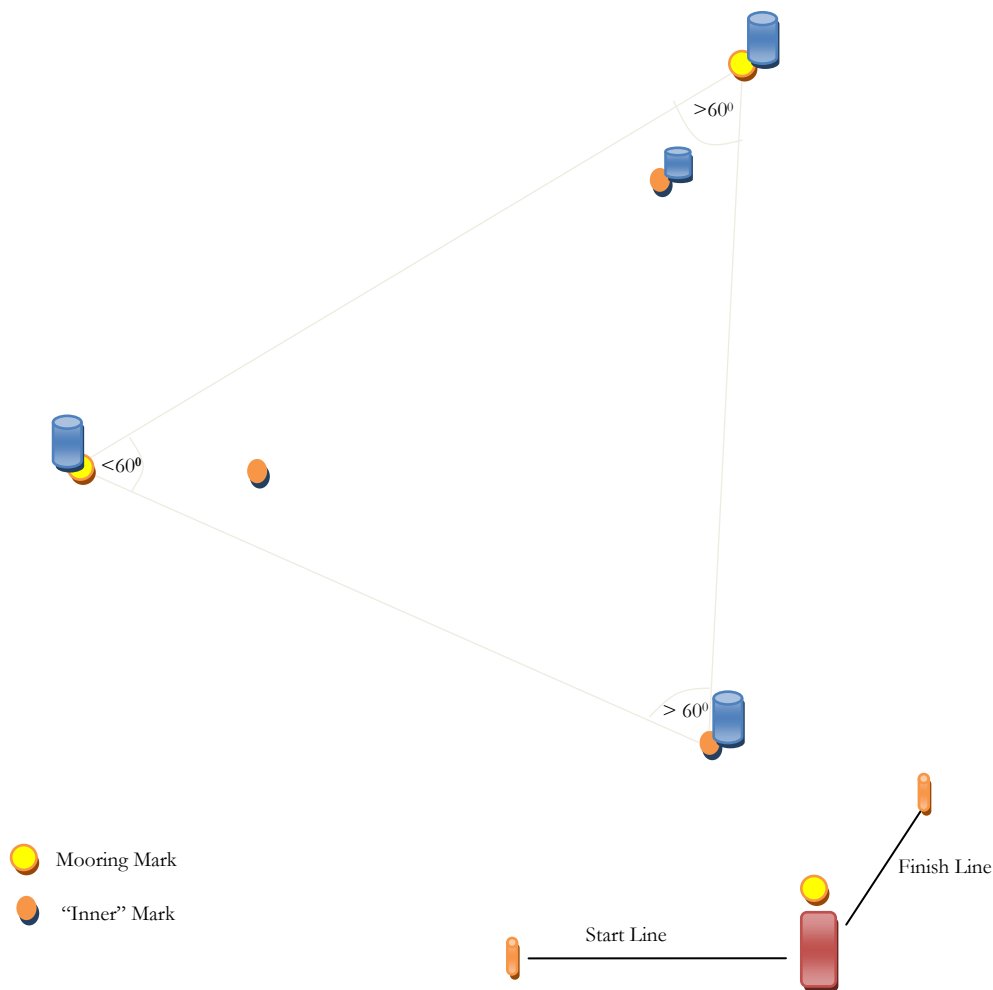 >60⁰
<60⁰
> 60⁰
Mooring Mark
Finish Line
“Inner” Mark
Start Line